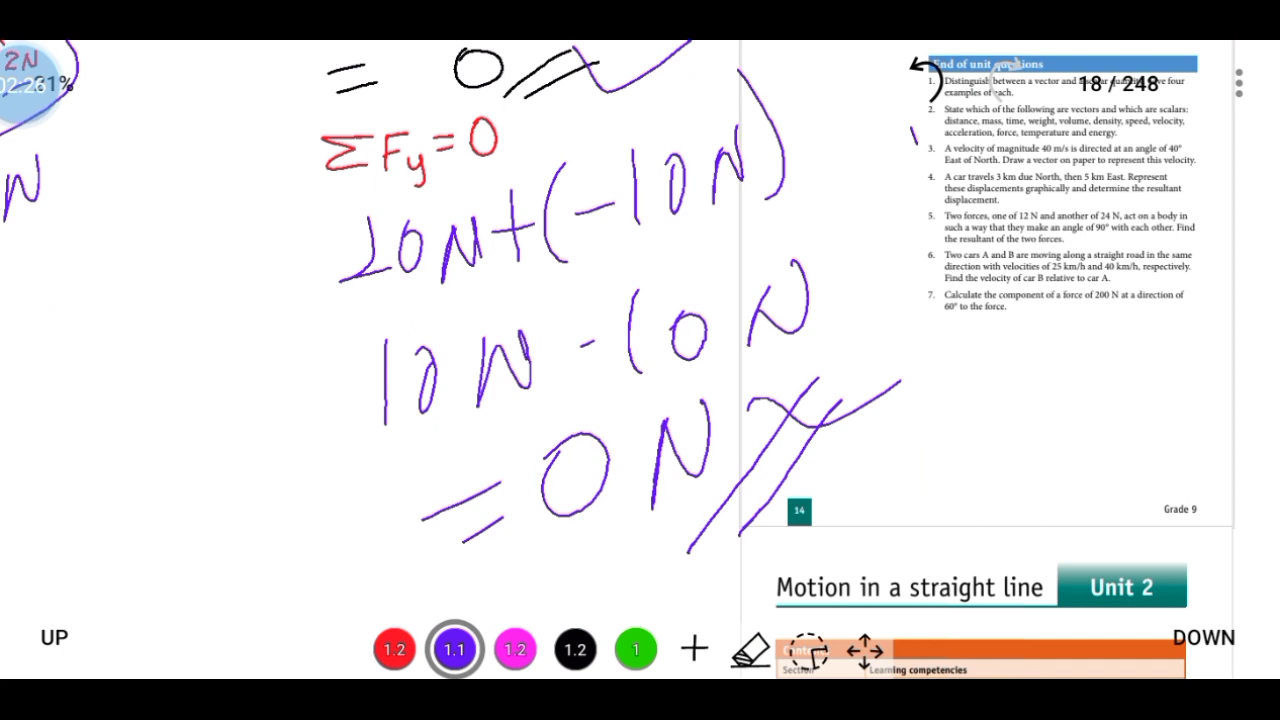 2N
02:26
81%
N
= 0
ΣFy = 0
10N + (-10N)
10N - 10N
= 0N
End of unit questions
18 / 248
1. Distinguish between a vector and a scalar quantity. Give four
examples of each.
2. State which of the following are vectors and which are scalars:
distance, mass, time, weight, volume, density, speed, velocity,
acceleration, force, temperature and energy.
3. A velocity of magnitude 40 m/s is directed at an angle of 40°
East of North. Draw a vector on paper to represent this velocity.
4. A car travels 3 km due North, then 5 km East. Represent
these displacements graphically and determine the resultant
displacement.
5. Two forces, one of 12 N and another of 24 N, act on a body in
such a way that they make an angle of 90° with each other. Find
the resultant of the two forces.
6. Two cars A and B are moving along a straight road in the same
direction with velocities of 25 km/h and 40 km/h, respectively.
Find the velocity of car B relative to car A.
7. Calculate the component of a force of 200 N at a direction of
60° to the force.
14
Grade 9
Motion in a straight line
Unit 2
UP
1.2
1.1
1.2
1.2
1
DOWN
Contents
Section
Learning competencies